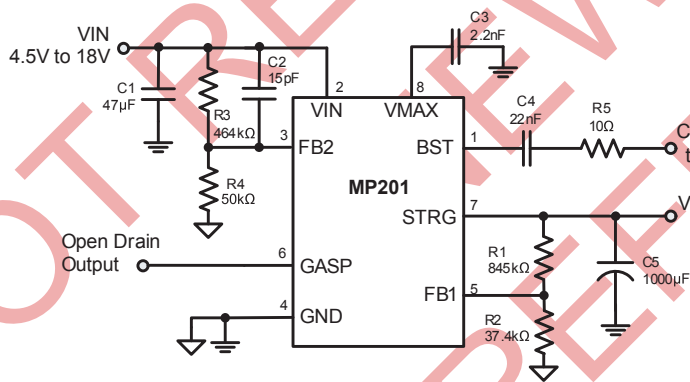 VIN
4.5V to 18V
C1
47µF
R3
464kΩ
C2
15pF
R4
50kΩ
C3
2.2nF
2
VIN
8
VMAX
3
FB2
1
BST
MP201
7
STRG
6
GASP
5
FB1
4
GND
C4
22nF
R5
10Ω
C
t
V
R1
845kΩ
C5
1000µF
R2
37.4kΩ
Open Drain
Output